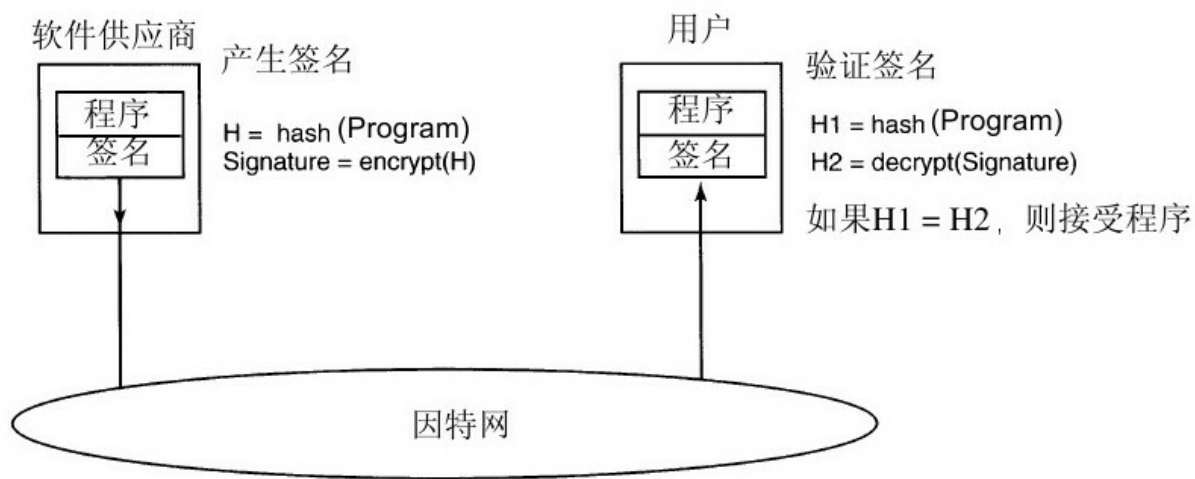 软件供应商
产生签名
程序
签名
H = hash (Program)
Signature = encrypt(H)
用户
验证签名
程序
签名
H1 = hash (Program)
H2 = decrypt(Signature)
如果H1 = H2，则接受程序
因特网